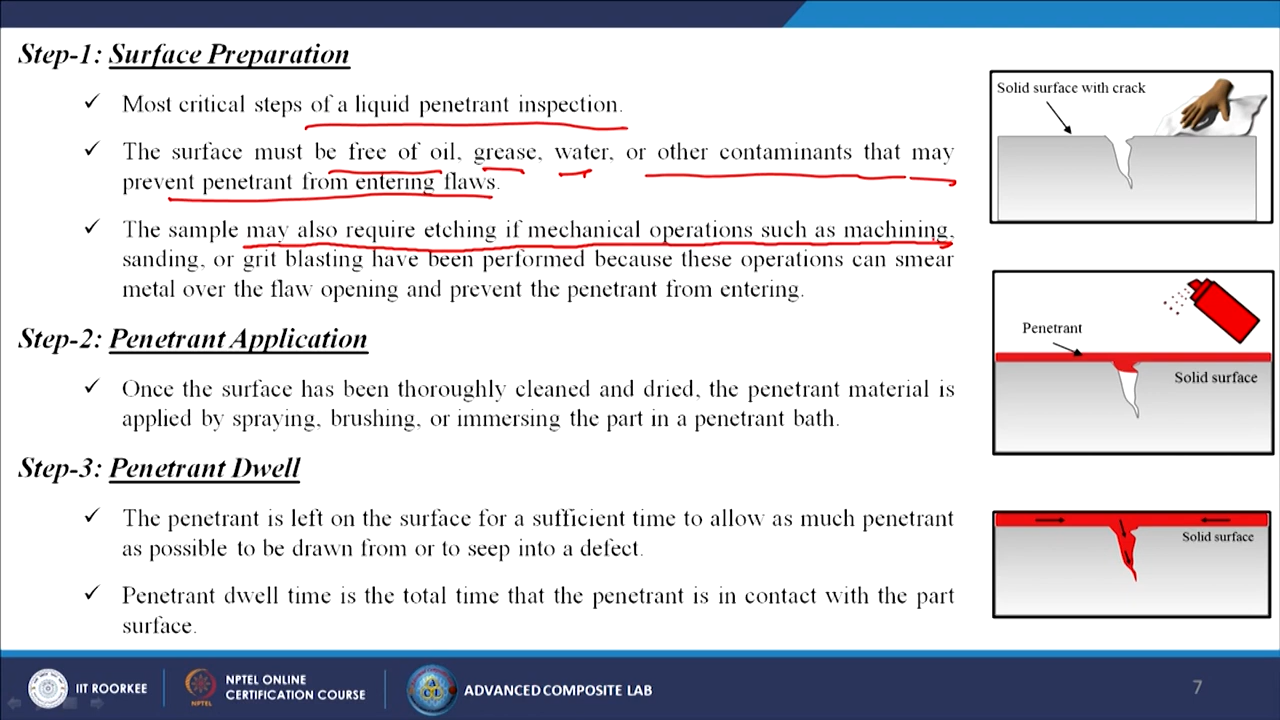 Step-1: Surface Preparation
✓ Most critical steps of a liquid penetrant inspection.
✓ The surface must be free of oil, grease, water, or other contaminants that may
prevent penetrant from entering flaws.
✓ The sample may also require etching if mechanical operations such as machining,
sanding, or grit blasting have been performed because these operations can smear
metal over the flaw opening and prevent the penetrant from entering.
Solid surface with crack
Step-2: Penetrant Application
✓ Once the surface has been thoroughly cleaned and dried, the penetrant material is
applied by spraying, brushing, or immersing the part in a penetrant bath.
Penetrant
Solid surface
Step-3: Penetrant Dwell
✓ The penetrant is left on the surface for a sufficient time to allow as much penetrant
as possible to be drawn from or to seep into a defect.
✓ Penetrant dwell time is the total time that the penetrant is in contact with the part
surface.
Solid surface
IIT ROORKEE
NPTEL
NPTEL ONLINE
CERTIFICATION COURSE
ADVANCED COMPOSITE LAB
7